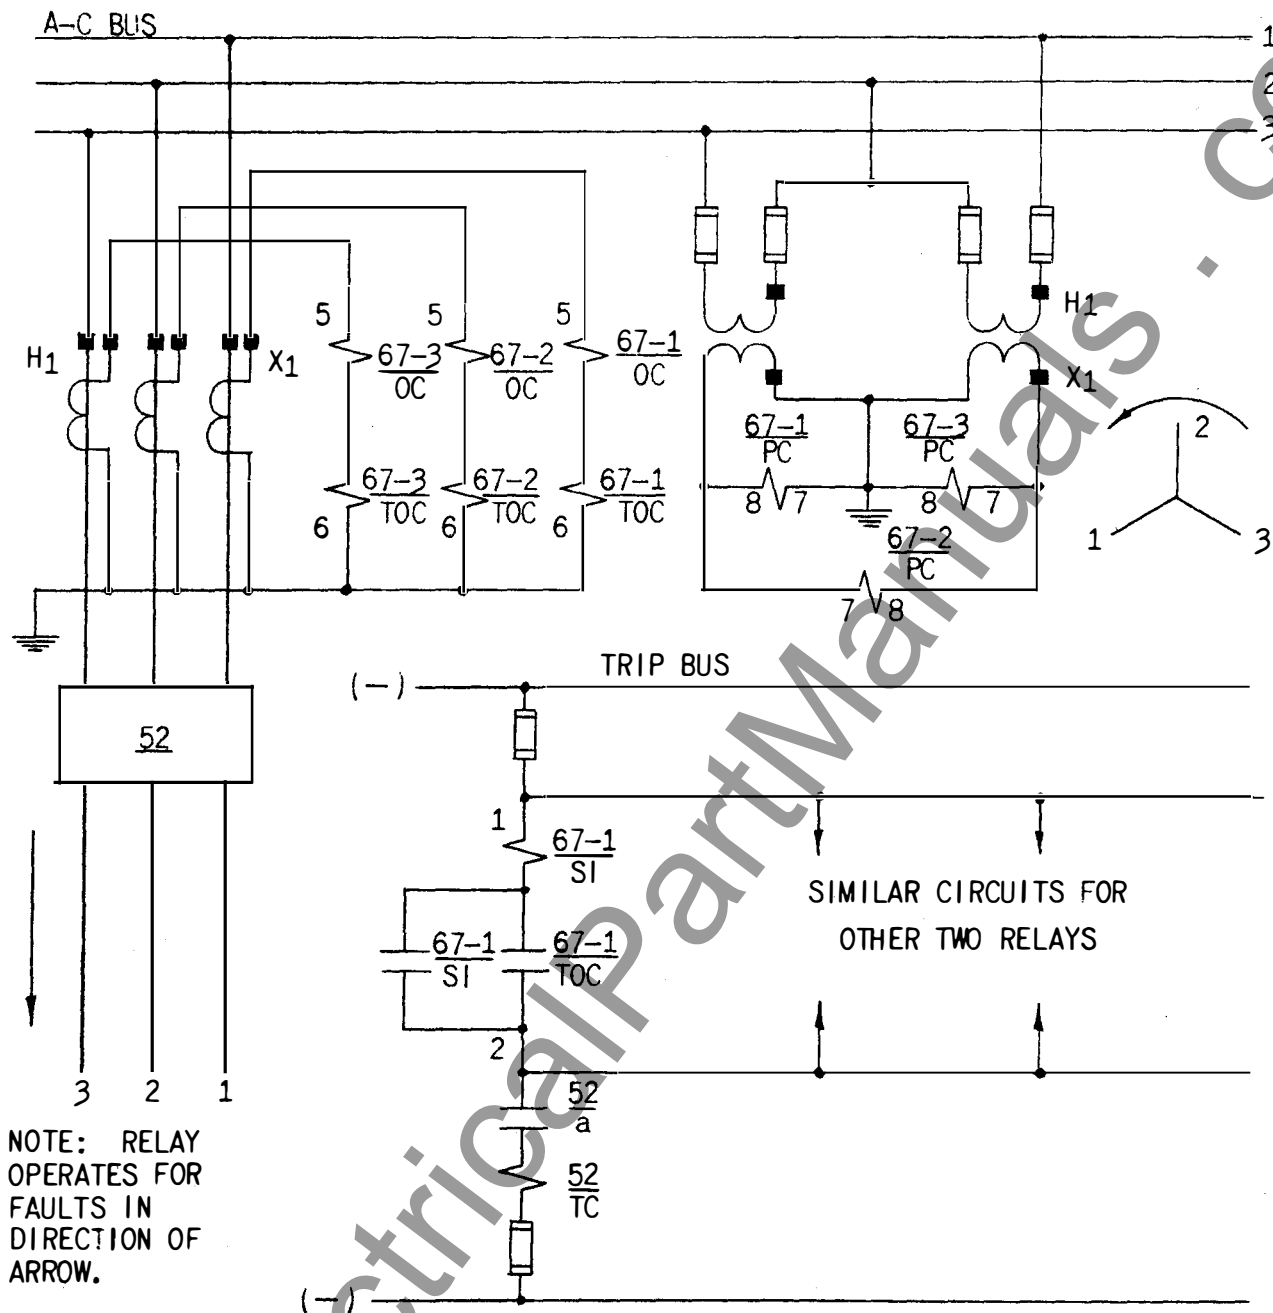 A-C BUS
1
2
3
H1
X1
5
5
5
67-3
OC
67-2
OC
67-1
OC
67-3
TOC
67-2
TOC
67-1
TOC
6
6
6
H1
X1
67-1
PC
67-3
PC
8 7
8 7
67-2
PC
7 8
2
1
3
52
3 2 1
NOTE: RELAY
OPERATES FOR
FAULTS IN
DIRECTION OF
ARROW.
TRIP BUS
(-)
1
67-1
SI
67-1
SI
67-1
TOC
2
52
a
52
TC
(-)
SIMILAR CIRCUITS FOR
OTHER TWO RELAYS
ctricalPartManuals . c